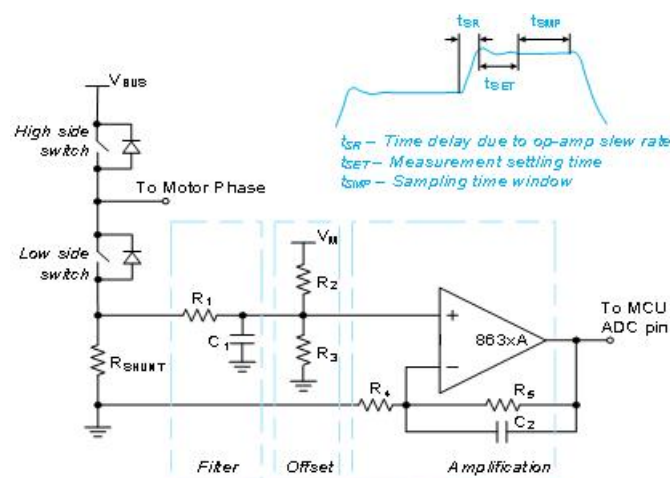 tSR
tSMP
tSET
tSR – Time delay due to op-amp slew rate
tSET – Measurement settling time
tSMP – Sampling time window
VBUS
High side
switch
To Motor Phase
Low side
switch
VM
R1
R2
C1
R3
RSHUNT
+
–
863xA
To MCU
ADC pin
R4
R5
C2
Filter
Offset
Amplification